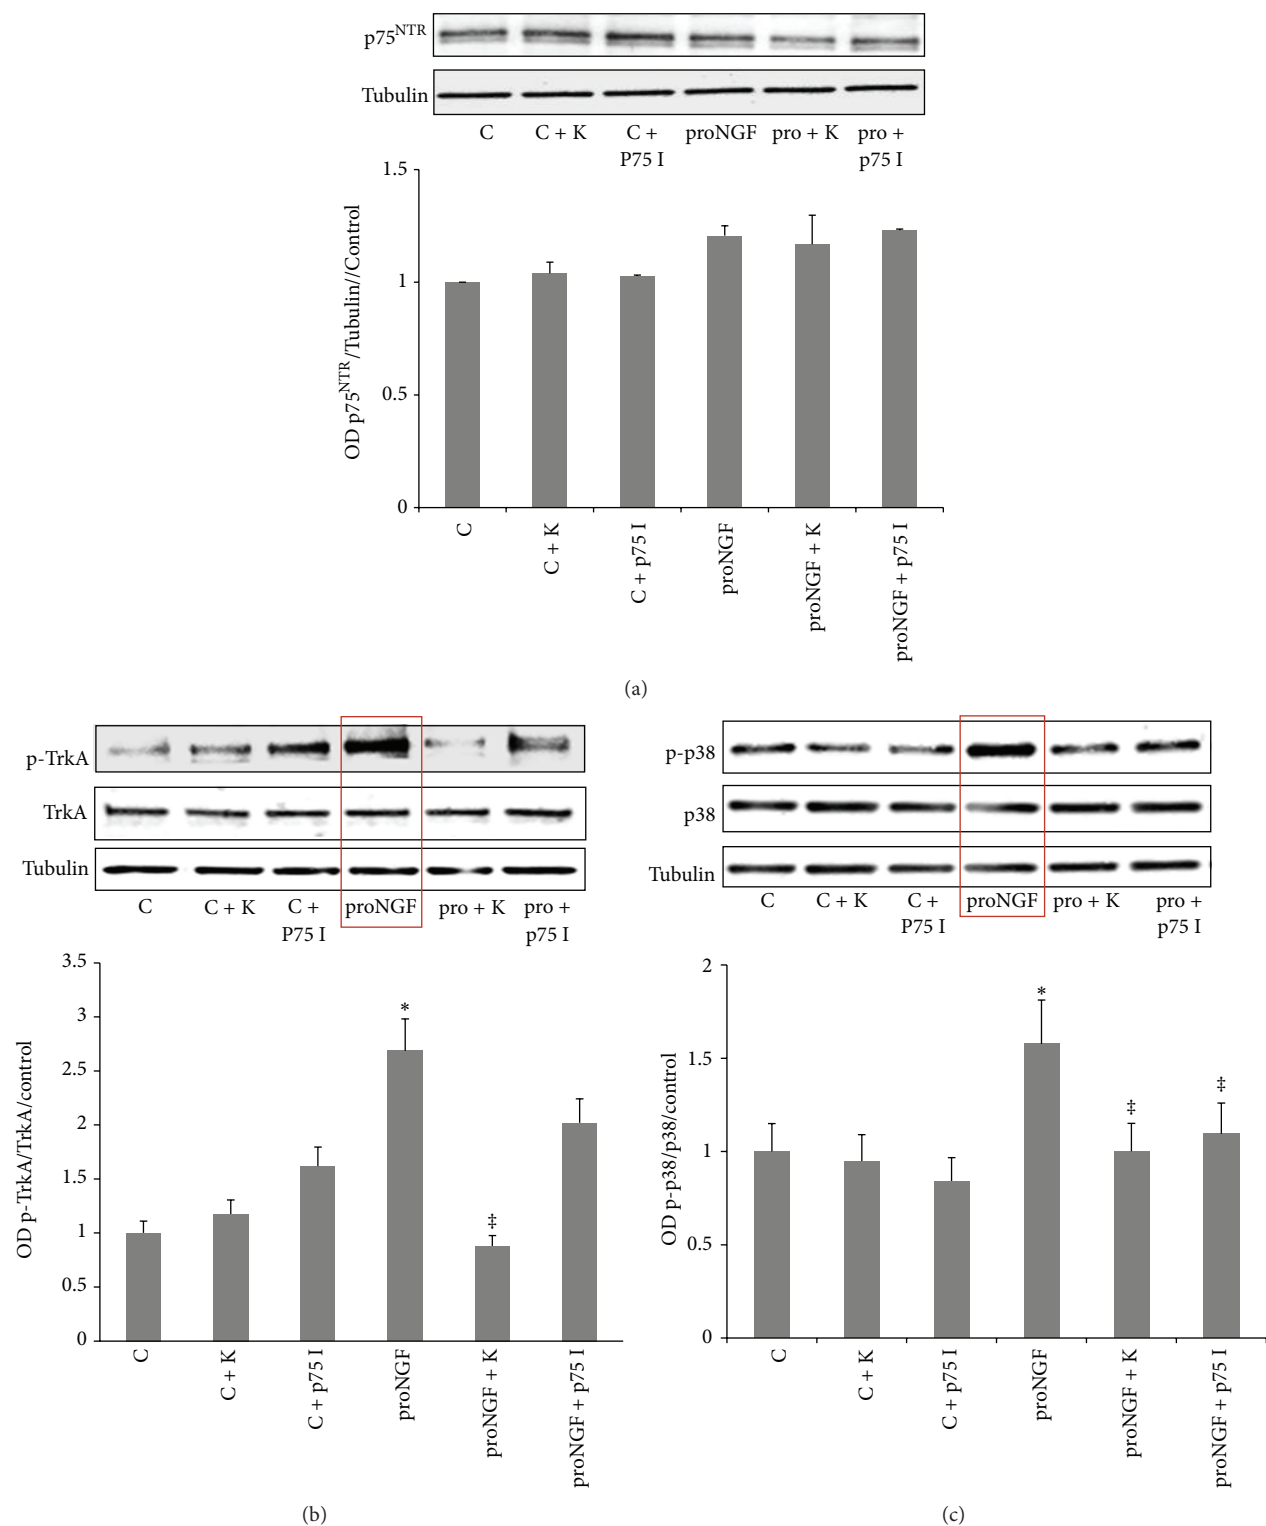 p75NTR
Tubulin
C C + K C + proNGF pro + K pro +
P75 I p75 I
1.5
1
0.5
0
OD p75NTR/Tubulin//Control
C
C + K
C + p75 I
proNGF
proNGF + K
proNGF + p75 I
(a)
p-TrkA
TrkA
Tubulin
C C + K C + proNGF pro + K pro +
P75 I p75 I
3.5
3
2.5
2
1.5
1
0.5
0
OD p-TrkA/TrkA/control
*
‡
C
C + K
C + p75 I
proNGF
proNGF + K
proNGF + p75 I
(b)
p-p38
p38
Tubulin
C C + K C + proNGF pro + K pro +
P75 I p75 I
2
1.5
1
0.5
0
OD p-p38/p38/control
*
‡
‡
C
C + K
C + p75 I
proNGF
proNGF + K
proNGF + p75 I
(c)